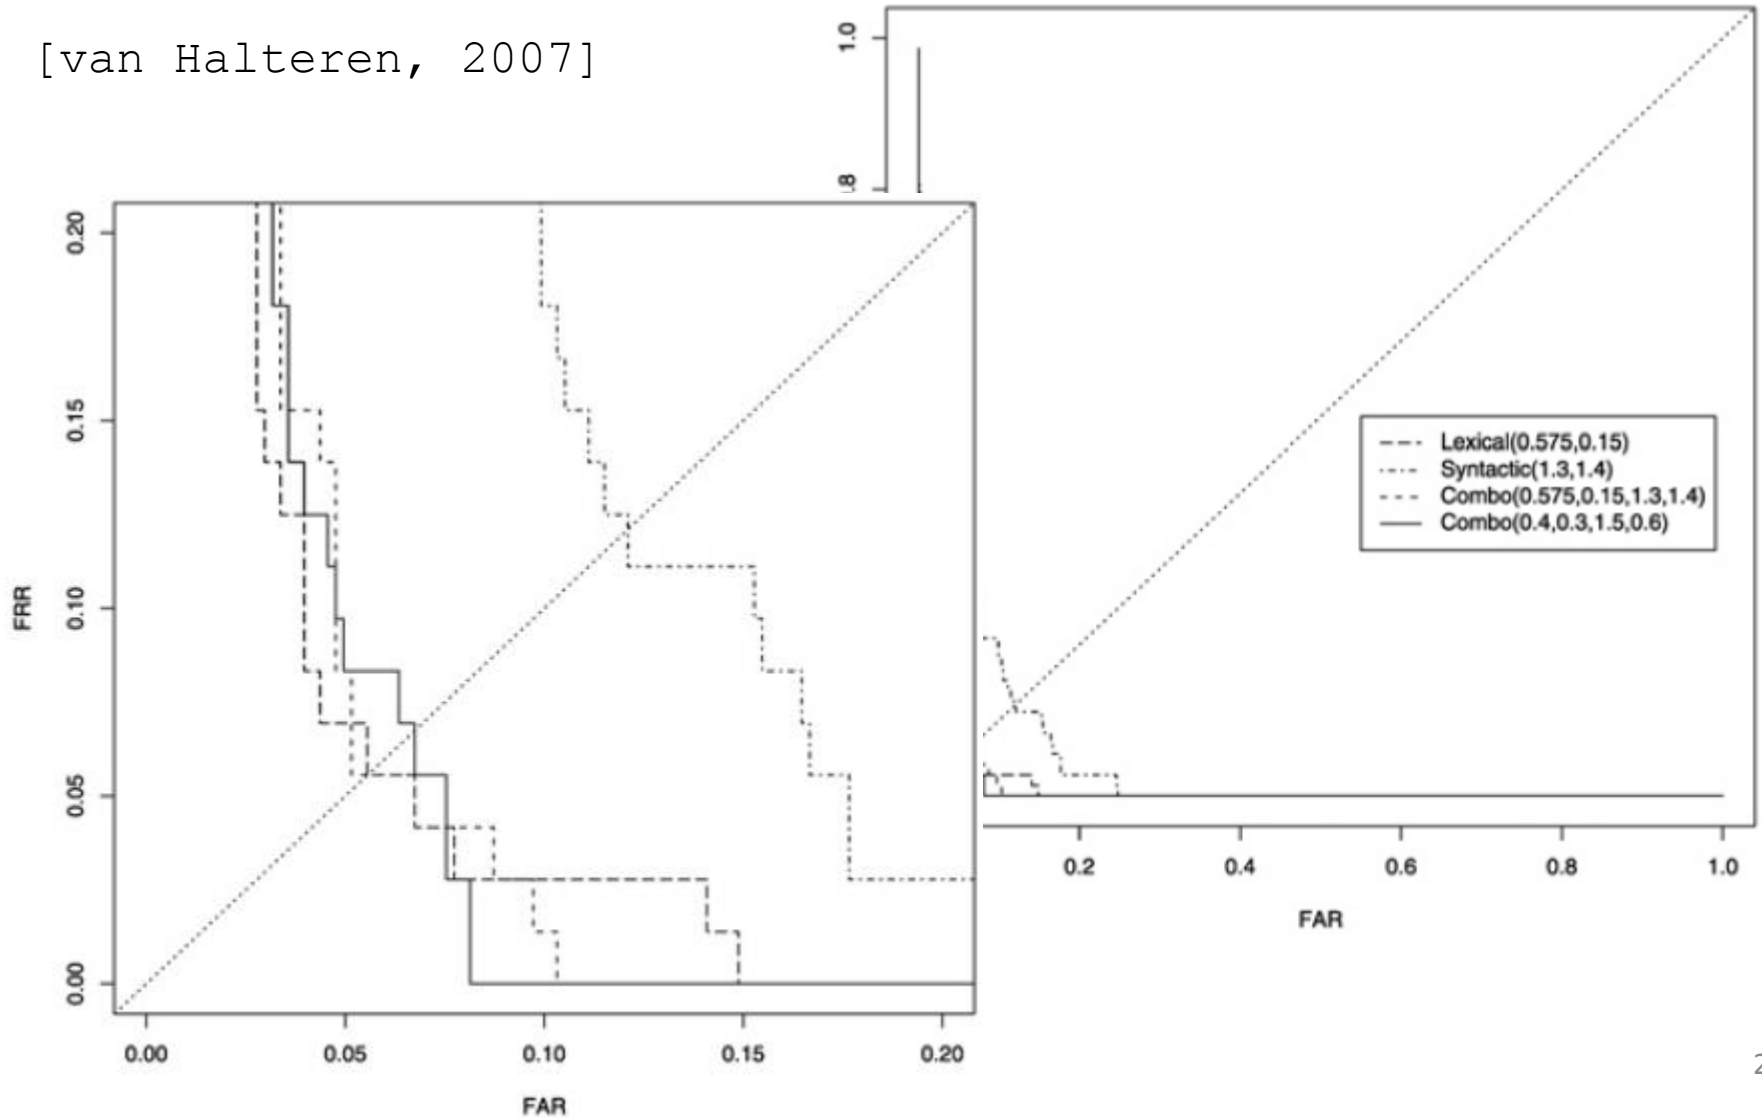 [van Halteren, 2007]
1.0
.8
0.20
0.15
0.10
0.05
0.00
FRR
0.00 0.05 0.10 0.15 0.20
FAR
Lexical(0.575,0.15)
Syntactic(1.3,1.4)
Combo(0.575,0.15,1.3,1.4)
Combo(0.4,0.3,1.5,0.6)
0.2 0.4 0.6 0.8 1.0
FAR
2